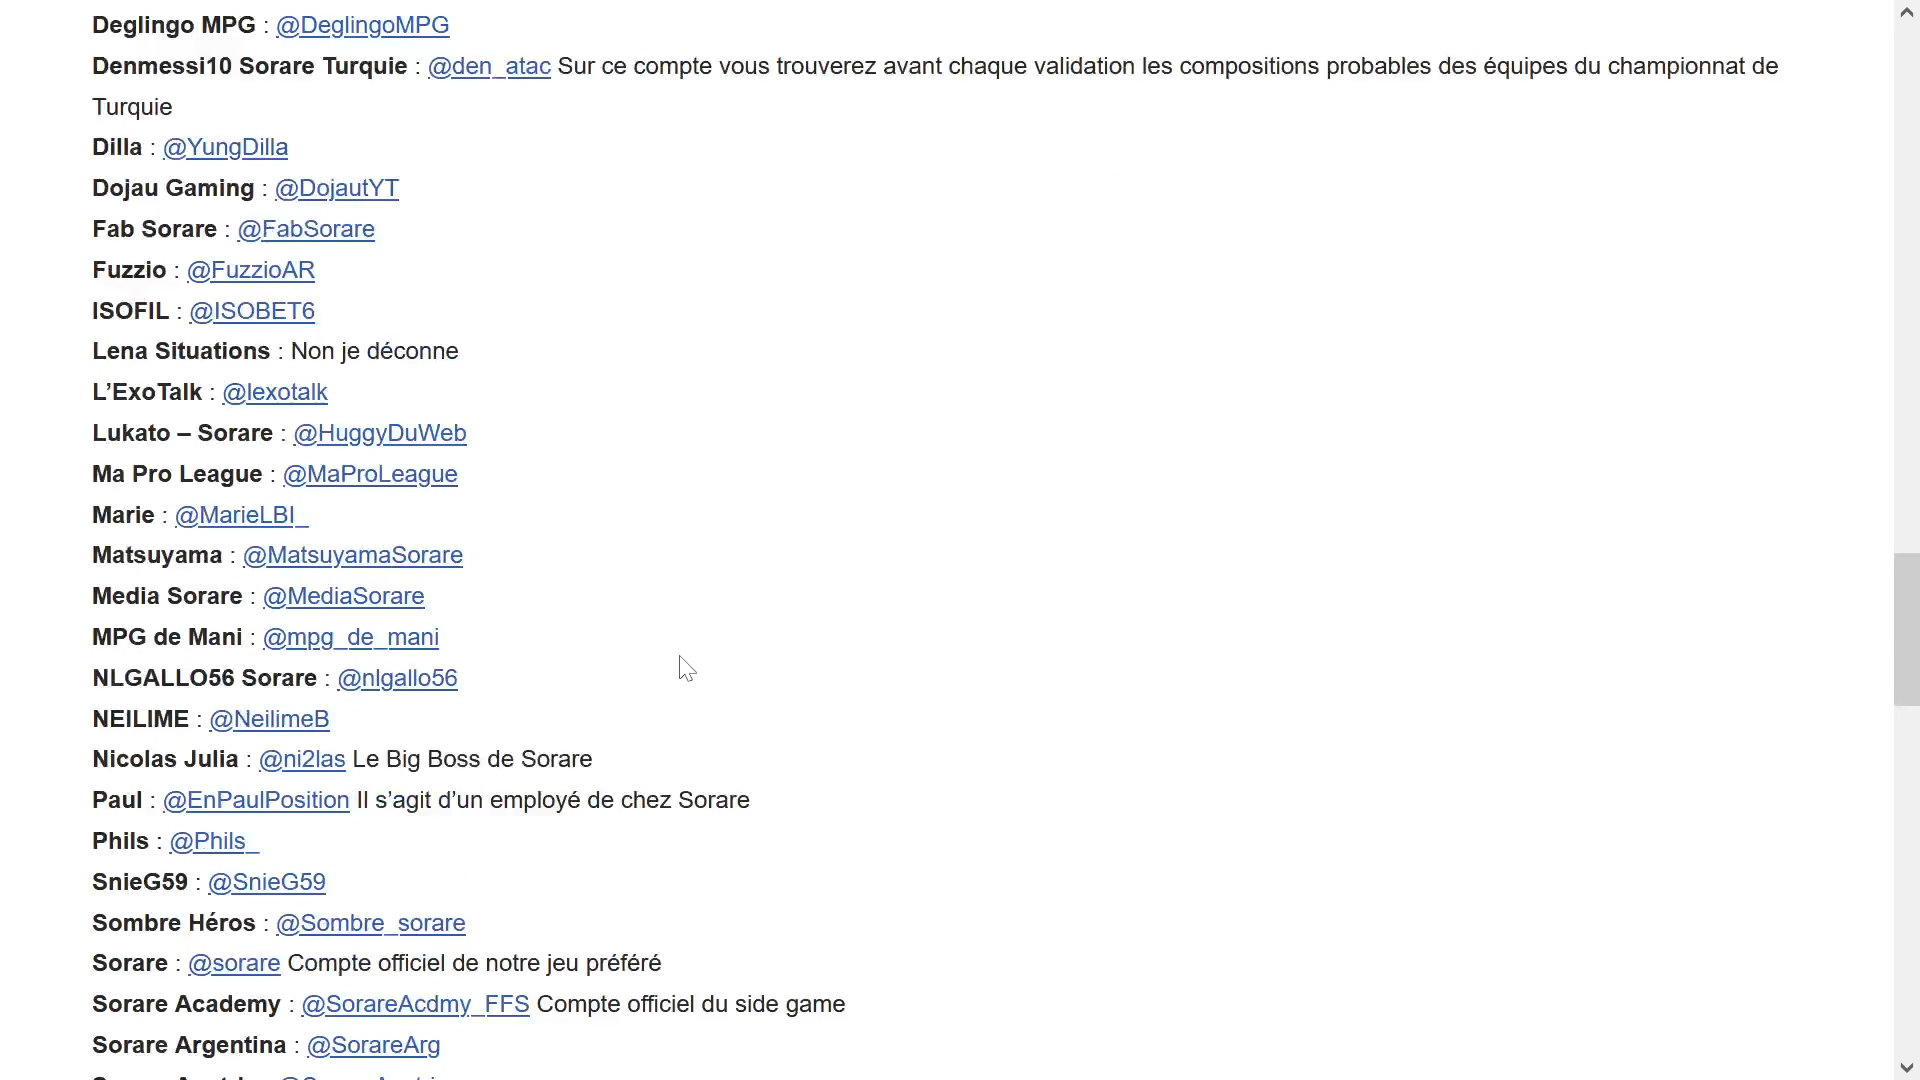 Deglingo MPG : @DeglingoMPG
Denmessi10 Sorare Turquie : @den_atac Sur ce compte vous trouverez avant chaque validation les compositions probables des équipes du championnat de
Turquie
Dilla : @YungDilla
Dojau Gaming : @DojautYT
Fab Sorare : @FabSorare
Fuzzio : @FuzzioAR
ISOFIL : @ISOBET6
Lena Situations : Non je déconne
L’ExoTalk : @lexotalk
Lukato – Sorare : @HuggyDuWeb
Ma Pro League : @MaProLeague
Marie : @MarieLBI_
Matsuyama : @MatsuyamaSorare
Media Sorare : @MediaSorare
MPG de Mani : @mpg_de_mani
NLGALLO56 Sorare : @nlgallo56
NEILIME : @NeilimeB
Nicolas Julia : @ni2las Le Big Boss de Sorare
Paul : @EnPaulPosition Il s’agit d’un employé de chez Sorare
Phils : @Phils_
SnieG59 : @SnieG59
Sombre Héros : @Sombre_sorare
Sorare : @sorare Compte officiel de notre jeu préféré
Sorare Academy : @SorareAcdmy_FFS Compte officiel du side game
Sorare Argentina : @SorareArg